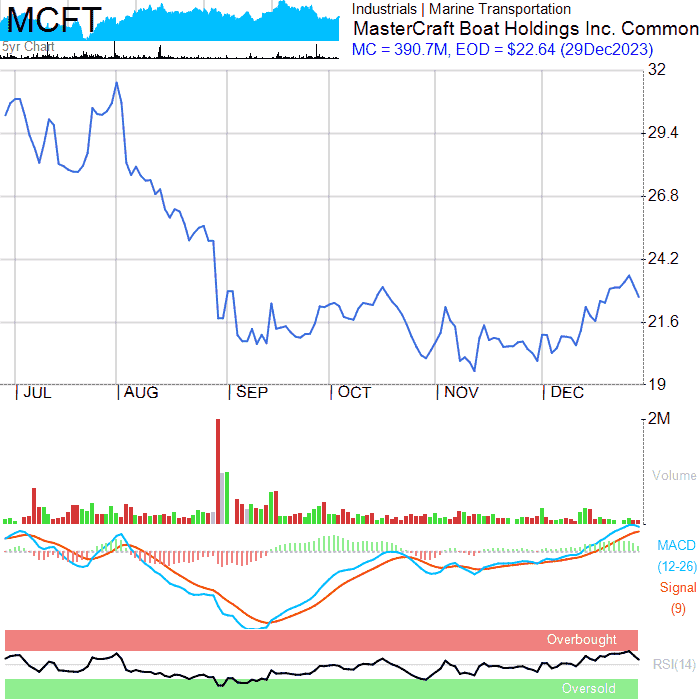 MCFT
5yr Chart
Industrials | Marine Transportation
MasterCraft Boat Holdings Inc. Common
MC = 390.7M, EOD = $22.64 (29Dec2023)
32
29.4
26.8
24.2
21.6
19
JUL AUG SEP OCT NOV DEC
2M
Volume
MACD
(12-26)
Signal
(9)
Overbought
RSI(14)
Oversold